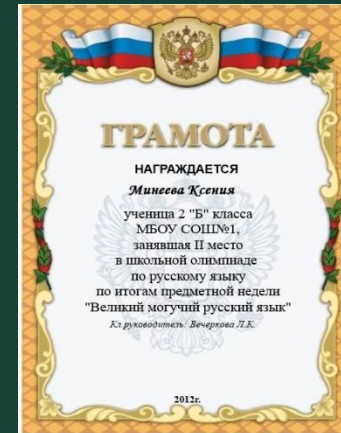 ГРАМОТА
НАГРАЖДАЕТСЯ
Минеева Ксения
ученица 2 "Б" класса
МБОУ СОШ№1,
занявшая II место
в школьной олимпиаде
по русскому языку
по итогам предметной недели
"Великий могучий русский язык"
Кл.руководитель: Вечеркова Л.К.
2012г.